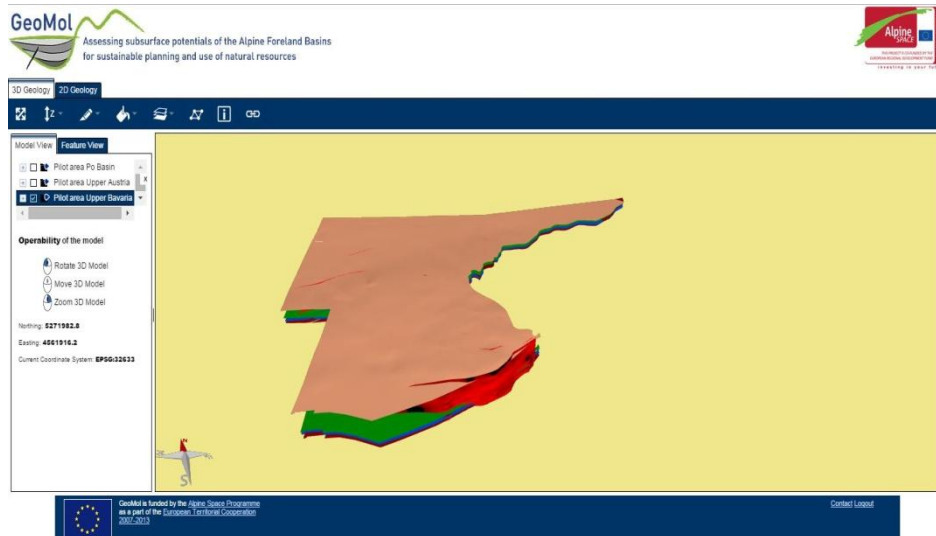 GeoMol
Assessing subsurface potentials of the Alpine Foreland Basins
for sustainable planning and use of natural resources
Alpine
SPACE
3D Geology 2D Geology
Z
Model View Feature View
Pilot area Po Basin
x
Pilot area Upper Austria
Pilot area Upper Bavaria
Operability of the model
Rotate 3D Model
Move 3D Model
Zoom 3D Model
Northing: 5271982.8
Easting: 4561916.2
Current Coordinate System: EPSG:32633
N
S
GeoMol is funded by the Alpine Space Programme
as a part of the European Territorial Cooperation
2007-2013
Contact Logout